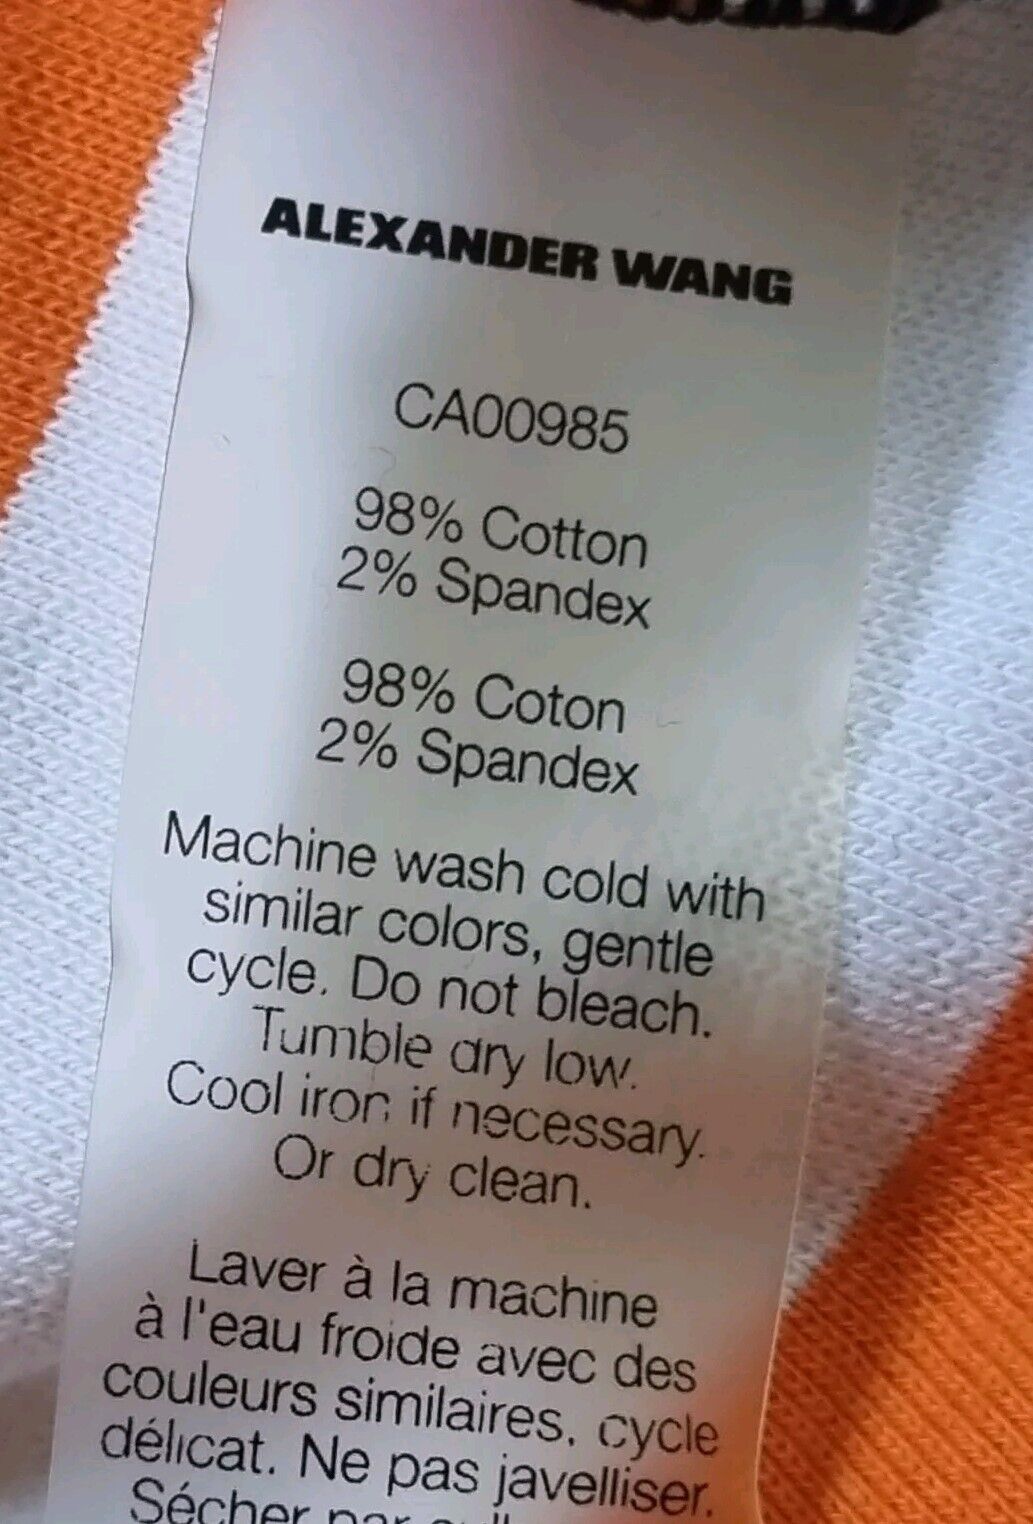 ALEXANDER WANG
CA00985
98% Cotton
2% Spandex
98% Coton
2% Spandex
Machine wash cold with
similar colors, gentle
cycle. Do not bleach.
Tumble dry low.
Cool iron if necessary.
Or dry clean.
Laver à la machine
à l'eau froide avec des
couleurs similaires, cycle
délicat. Ne pas javelliser.
Sécher par